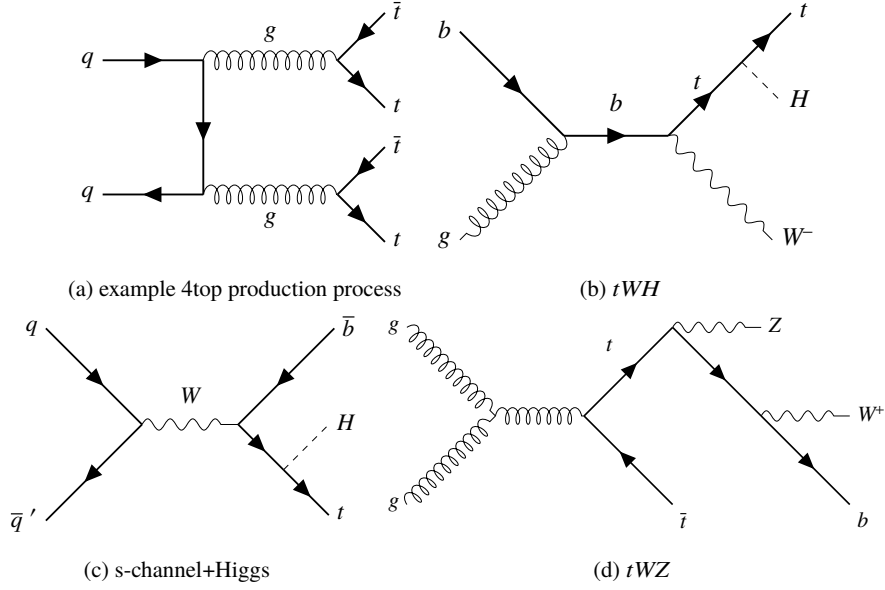 q
g
t̄
t
q
g
t̄
t
(a) example 4top production process
b
g
b
t
t
H
W⁻
(b) tWH
q
q̄ ′
W
b̄
H
t
(c) s-channel+Higgs
g
g
t
Z
W⁺
t̄
b
(d) tWZ